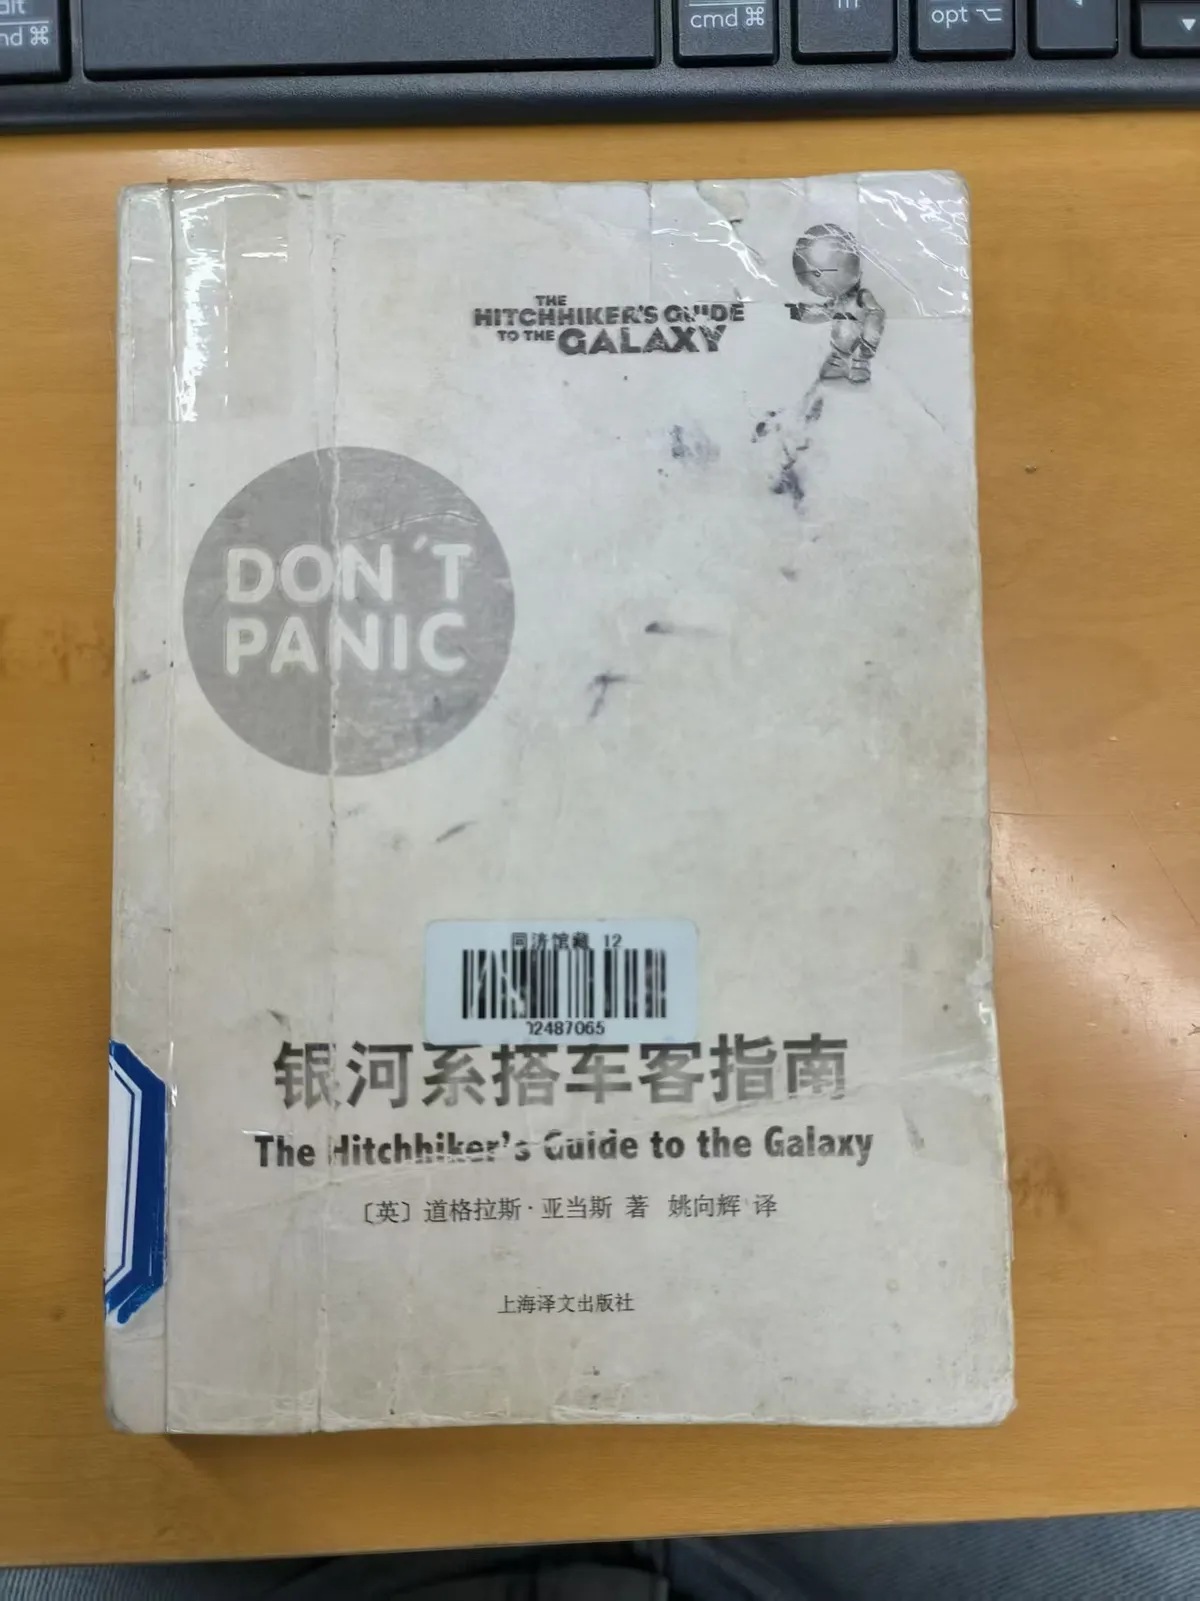 cmd ⌘
opt ⌥
THE
HITCHHIKER'S GUIDE
TO THE GALAXY
DON'T
PANIC
同济馆藏 12
02487065
银河系搭车客指南
The Hitchhiker's Guide to the Galaxy
〔英〕道格拉斯·亚当斯 著 姚向辉 译
上海译文出版社